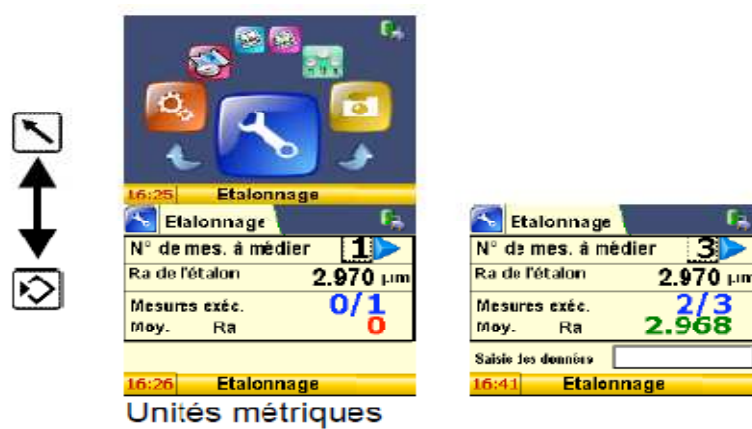 16:25 Etalonnage
Etalonnage
N° de mes. à médier 1
Ra de l'étalon 2.970 µm
Mesures exéc. 0/1
Moy. Ra 0
16:26 Etalonnage
Unités métriques
Etalonnage
N° de mes. à médier 3
Ra de l'étalon 2.970 µm
Mesures exéc. 2/3
Moy. Ra 2.968
Saisie des données
16:41 Etalonnage